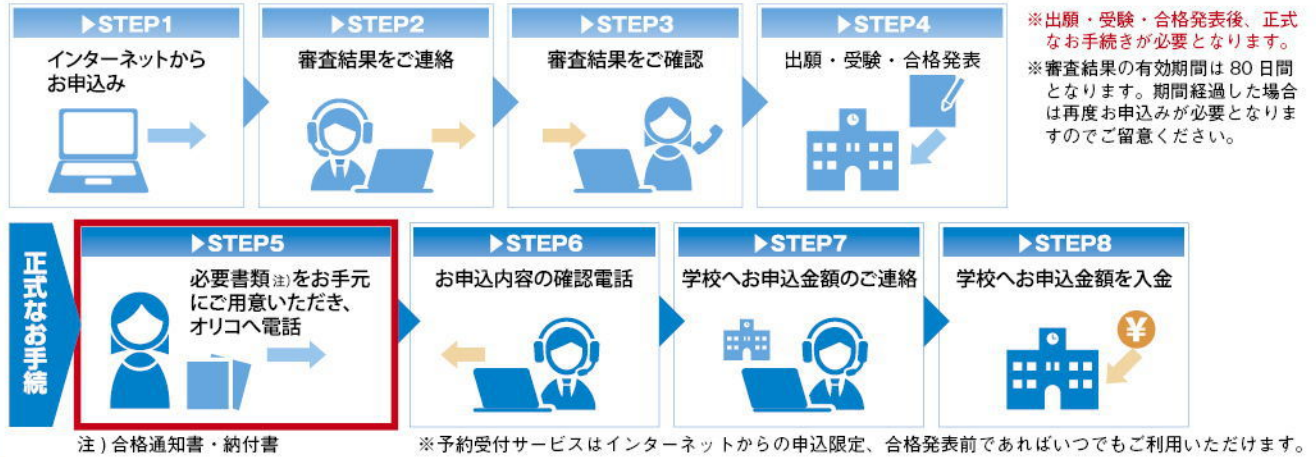 ▶STEP1
インターネットから
お申込み
▶STEP2
審査結果をご連絡
▶STEP3
審査結果をご確認
▶STEP4
出願・受験・合格発表
※出願・受験・合格発表後、正式
なお手続きが必要となります。
※審査結果の有効期間は 80 日間
となります。期間経過した場合
は再度お申込みが必要となりま
すのでご留意ください。
正式なお手続
▶STEP5
必要書類注)をお手元
にご用意いただき、
オリコへ電話
▶STEP6
お申込内容の確認電話
▶STEP7
学校へお申込金額のご連絡
▶STEP8
学校へお申込金額を入金
¥
注 ) 合格通知書・納付書
※予約受付サービスはインターネットからの申込限定、合格発表前であればいつでもご利用いただけます。